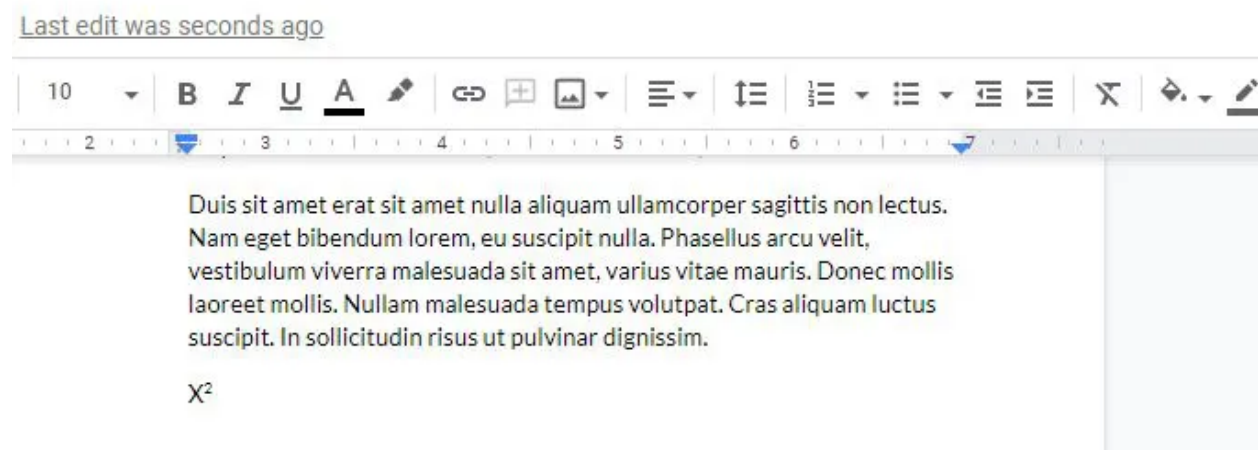 Last edit was seconds ago
10 B I U A
2 3 4 5 6 7
Duis sit amet erat sit amet nulla aliquam ullamcorper sagittis non lectus.
Nam eget bibendum lorem, eu suscipit nulla. Phasellus arcu velit,
vestibulum viverra malesuada sit amet, varius vitae mauris. Donec mollis
laoreet mollis. Nullam malesuada tempus volutpat. Cras aliquam luctus
suscipit. In sollicitudin risus ut pulvinar dignissim.
X²